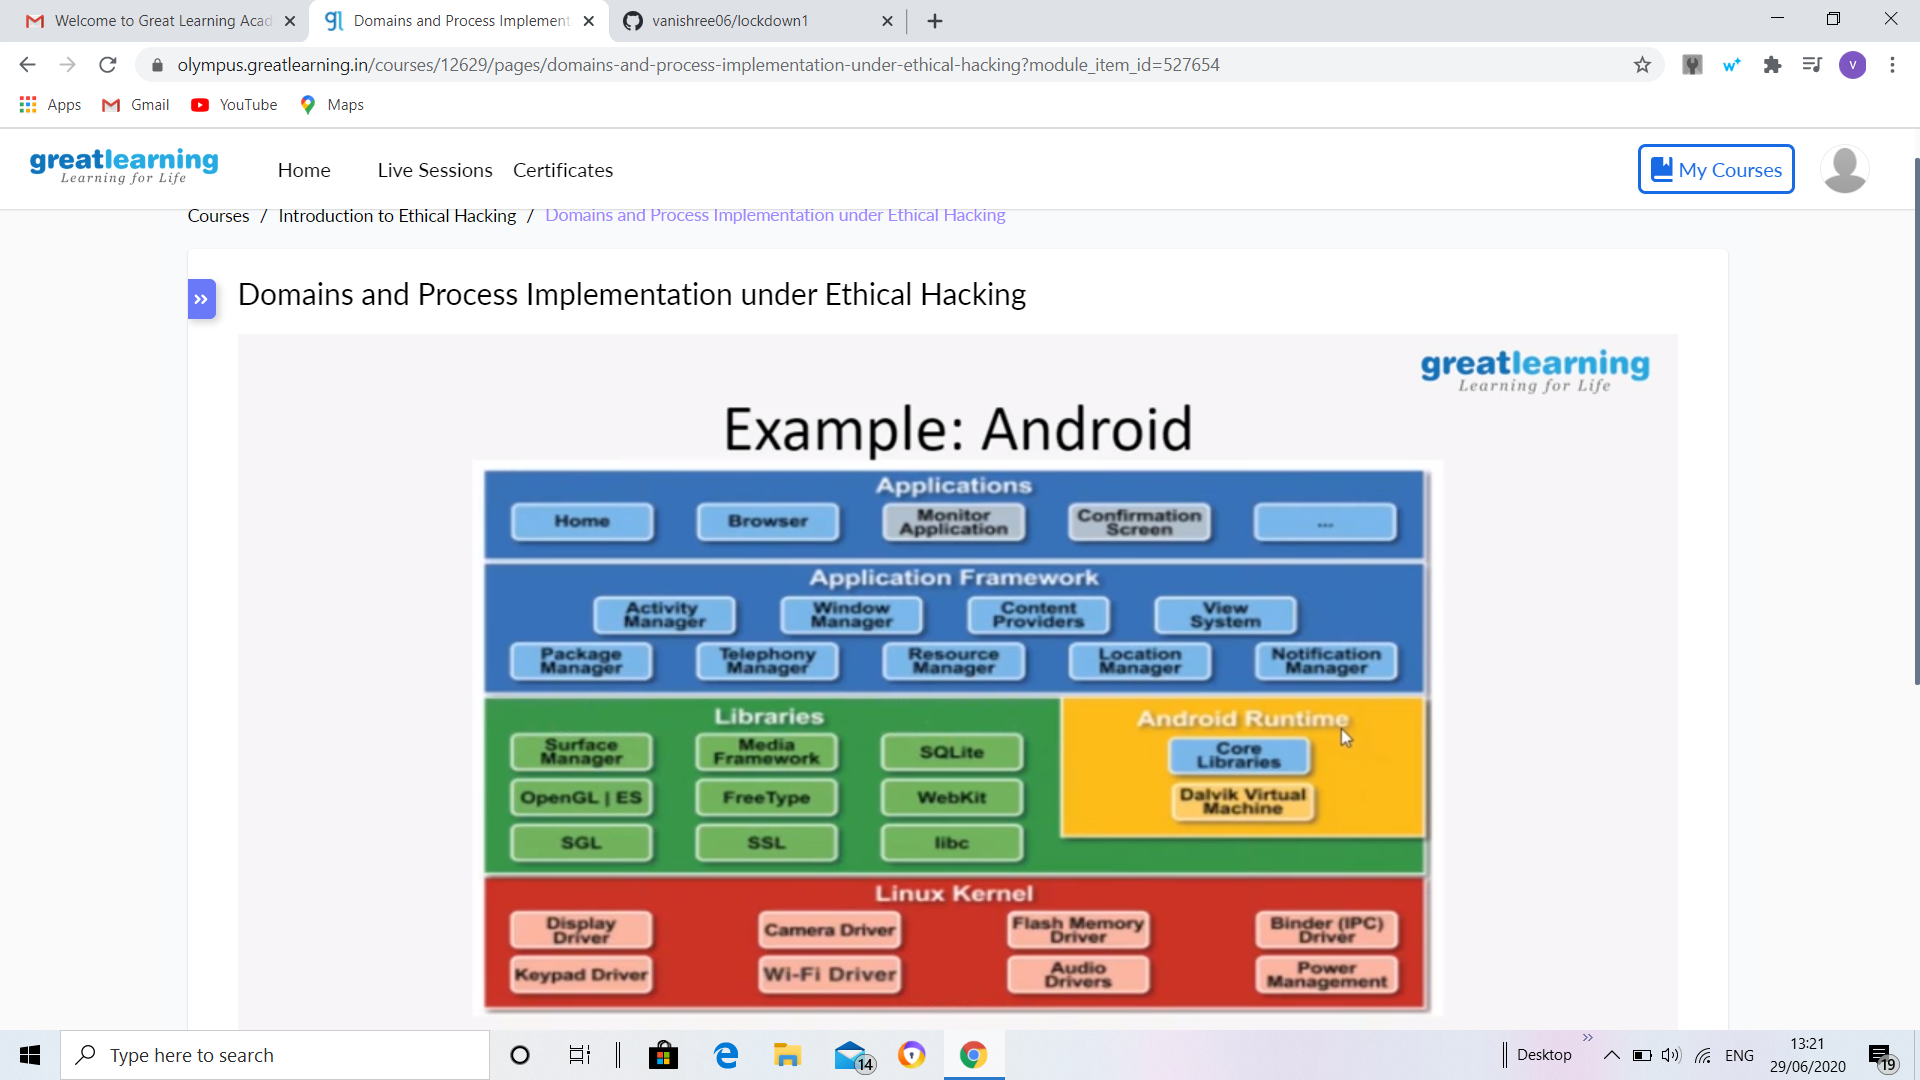 Welcome to Great Learning Acad
Domains and Process Implement
vanishree06/lockdown1
olympus.greatlearning.in/courses/12629/pages/domains-and-process-implementation-under-ethical-hacking?module_item_id=527654
V
Apps
Gmail
YouTube
Maps
greatlearning
Learning for Life
Home
Live Sessions
Certificates
My Courses
Courses / Introduction to Ethical Hacking / Domains and Process Implementation under Ethical Hacking
Domains and Process Implementation under Ethical Hacking
greatlearning
Learning for Life
Example: Android
Applications
Home
Browser
Monitor
Application
Confirmation
Screen
...
Application Framework
Activity
Manager
Window
Manager
Content
Providers
View
System
Package
Manager
Telephony
Manager
Resource
Manager
Location
Manager
Notification
Manager
Libraries
Surface
Manager
Media
Framework
SQLite
OpenGL | ES
FreeType
WebKit
SGL
SSL
libc
Android Runtime
Core
Libraries
Dalvik Virtual
Machine
Linux Kernel
Display
Driver
Camera Driver
Flash Memory
Driver
Binder (IPC)
Driver
Keypad Driver
Wi-Fi Driver
Audio
Drivers
Power
Management
Type here to search
14
Desktop
ENG
13:21
29/06/2020
19